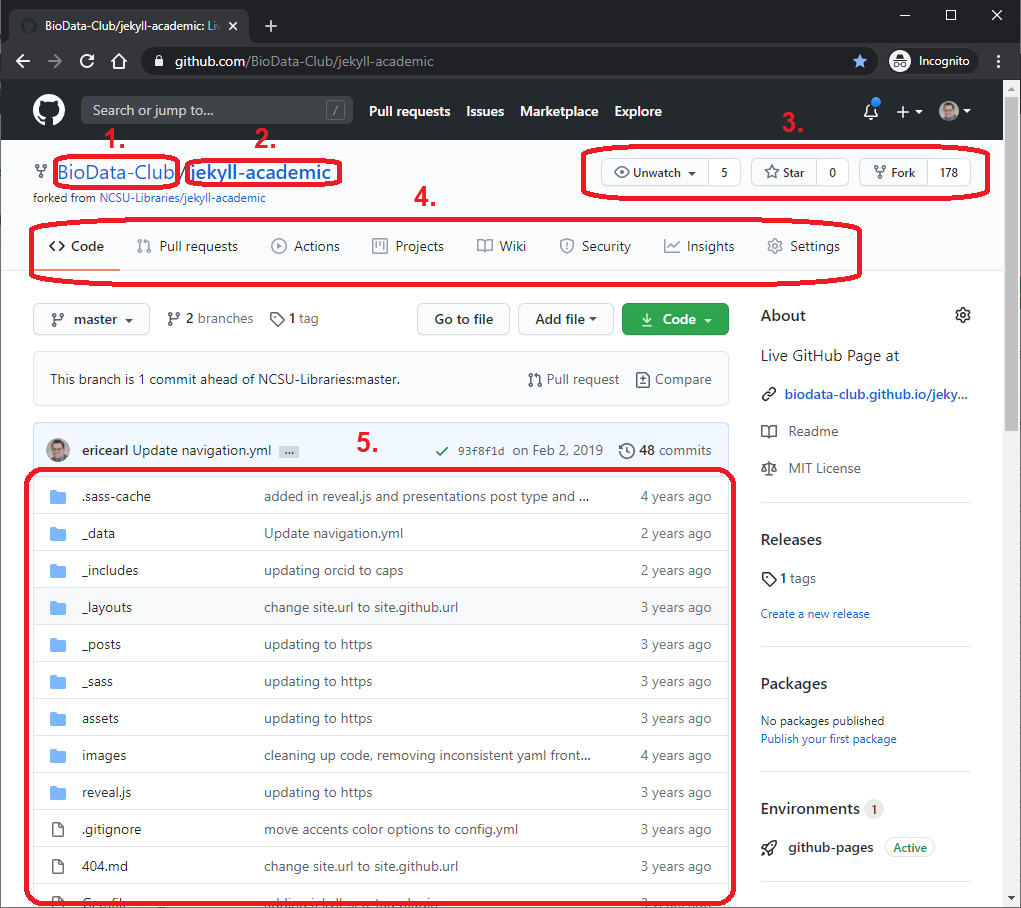 BioData-Club/jekyll-academic: Liv
github.com/BioData-Club/jekyll-academic
Incognito
Search or jump to...
/
Pull requests Issues Marketplace Explore
1. 2. 3.
BioData-Club / jekyll-academic
Unwatch 5 Star 0 Fork 178
forked from NCSU-Libraries/jekyll-academic
4.
Code Pull requests Actions Projects Wiki Security Insights Settings
master 2 branches 1 tag Go to file Add file Code
This branch is 1 commit ahead of NCSU-Libraries:master. Pull request Compare
5.
ericearl Update navigation.yml ... 93f8f1d on Feb 2, 2019 48 commits
.sass-cache added in reveal.js and presentations post type and ... 4 years ago
_data Update navigation.yml 2 years ago
_includes updating orcid to caps 2 years ago
_layouts change site.url to site.github.url 3 years ago
_posts updating to https 3 years ago
_sass updating to https 3 years ago
assets updating to https 3 years ago
images cleaning up code, removing inconsistent yaml front... 4 years ago
reveal.js updating to https 3 years ago
.gitignore move accents color options to config.yml 3 years ago
404.md change site.url to site.github.url 3 years ago
About
Live GitHub Page at
biodata-club.github.io/jeky...
Readme
MIT License
Releases
1 tags
Create a new release
Packages
No packages published
Publish your first package
Environments 1
github-pages Active